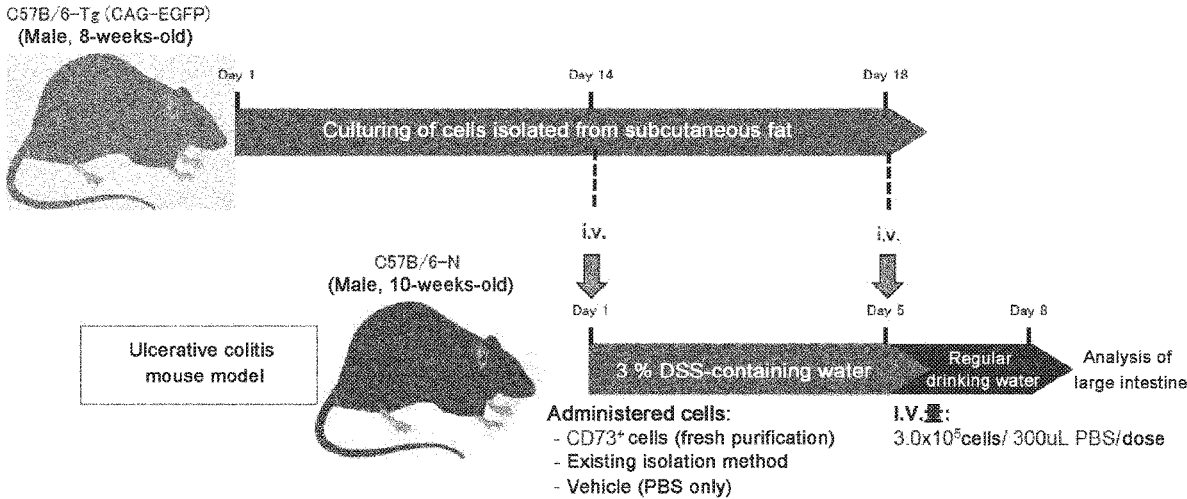 C57B/6-Tg (CAG-EGFP)
(Male, 8-weeks-old)
Day 1
Day 14
Day 18
Culturing of cells isolated from subcutaneous fat
i.v.
i.v.
C57B/6-N
(Male, 10-weeks-old)
Day 1
Day 5
Day 8
Ulcerative colitis
mouse model
3 % DSS-containing water
Regular
drinking water
Analysis of
large intestine
Administered cells:
- CD73⁺ cells (fresh purification)
- Existing isolation method
- Vehicle (PBS only)
I.V.量:
3.0x10⁵cells/ 300uL PBS/dose